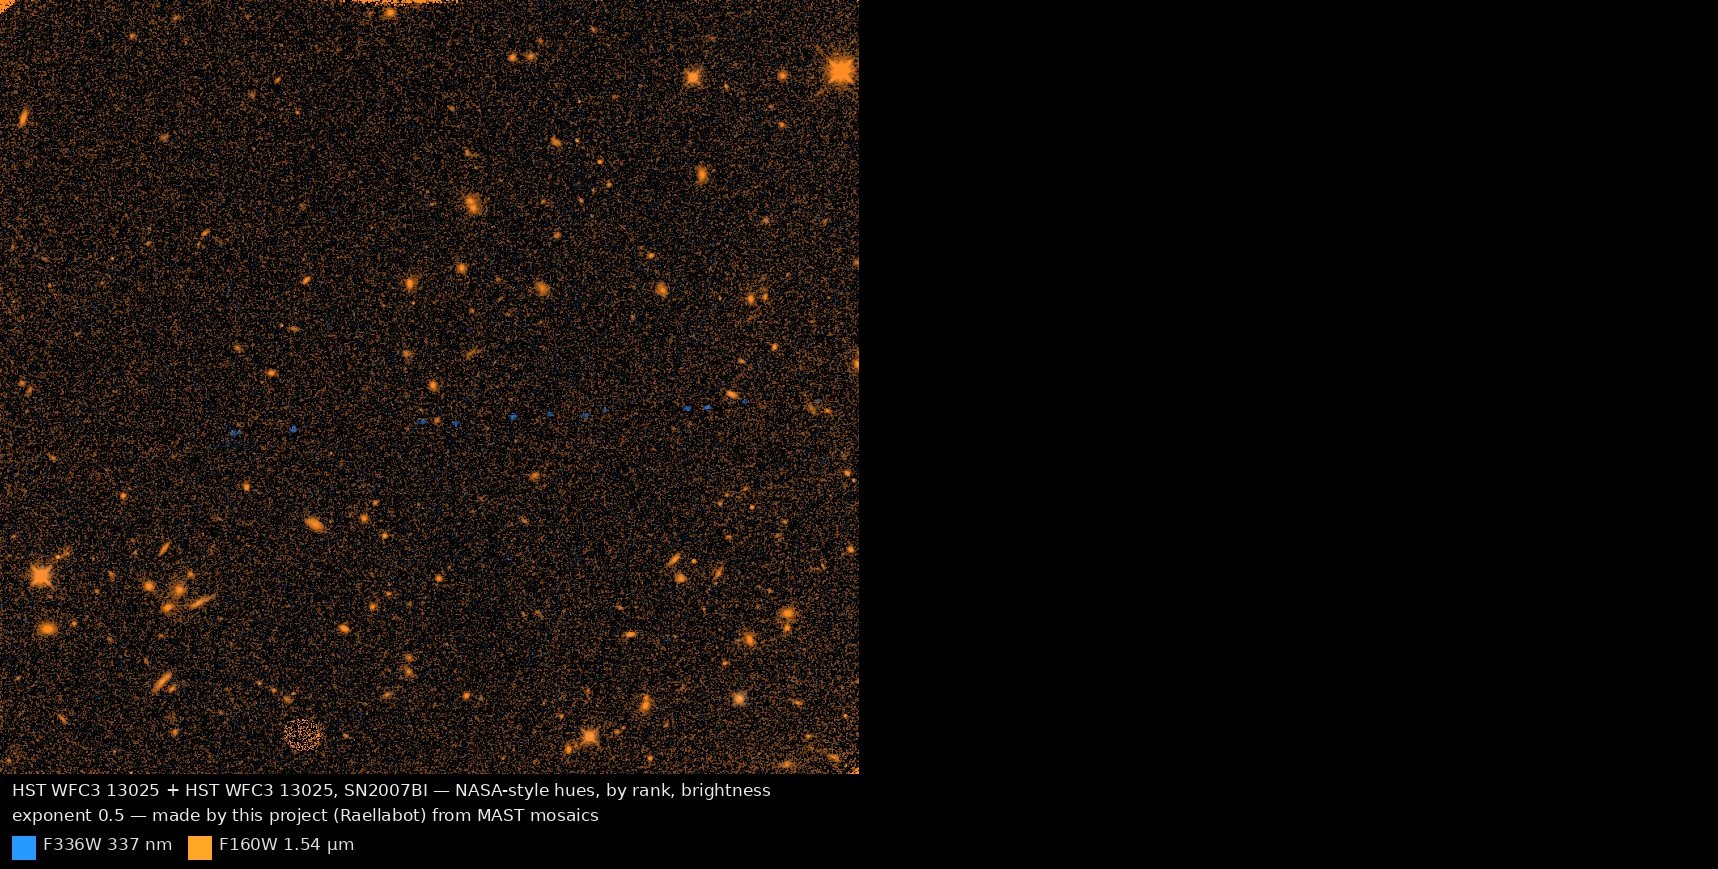 HST WFC3 13025 + HST WFC3 13025, SN2007BI — NASA-style hues, by rank, brightness
exponent 0.5 — made by this project (Raellabot) from MAST mosaics
F336W 337 nm F160W 1.54 µm